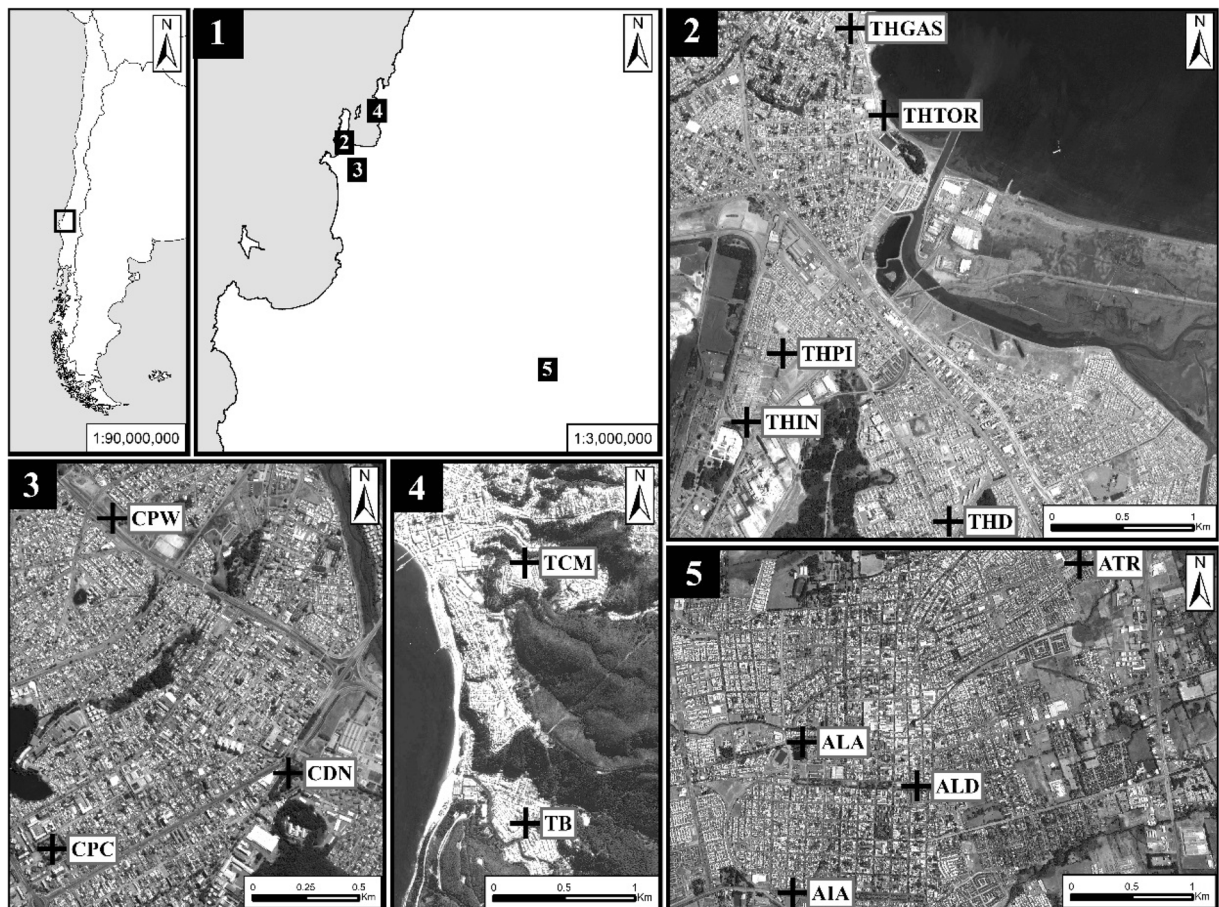 N
1:90,000,000
1
N
2
3
4
5
1:3,000,000
2
N
THGAS
THTOR
THPI
THIN
THD
0 0.5 1
Km
3
N
CPW
CDN
CPC
0 0.25 0.5
Km
4
N
TCM
TB
0 0.5 1
Km
5
N
ATR
ALA
ALD
AIA
0 0.5 1
Km